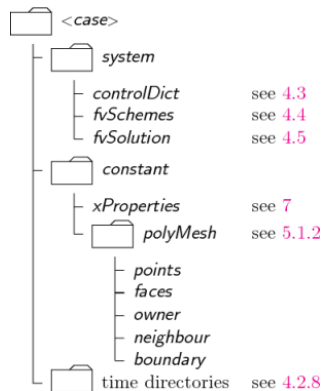 <case>
system
controlDict see 4.3
fvSchemes see 4.4
fvSolution see 4.5
constant
xProperties see 7
polyMesh see 5.1.2
points
faces
owner
neighbour
boundary
time directories see 4.2.8